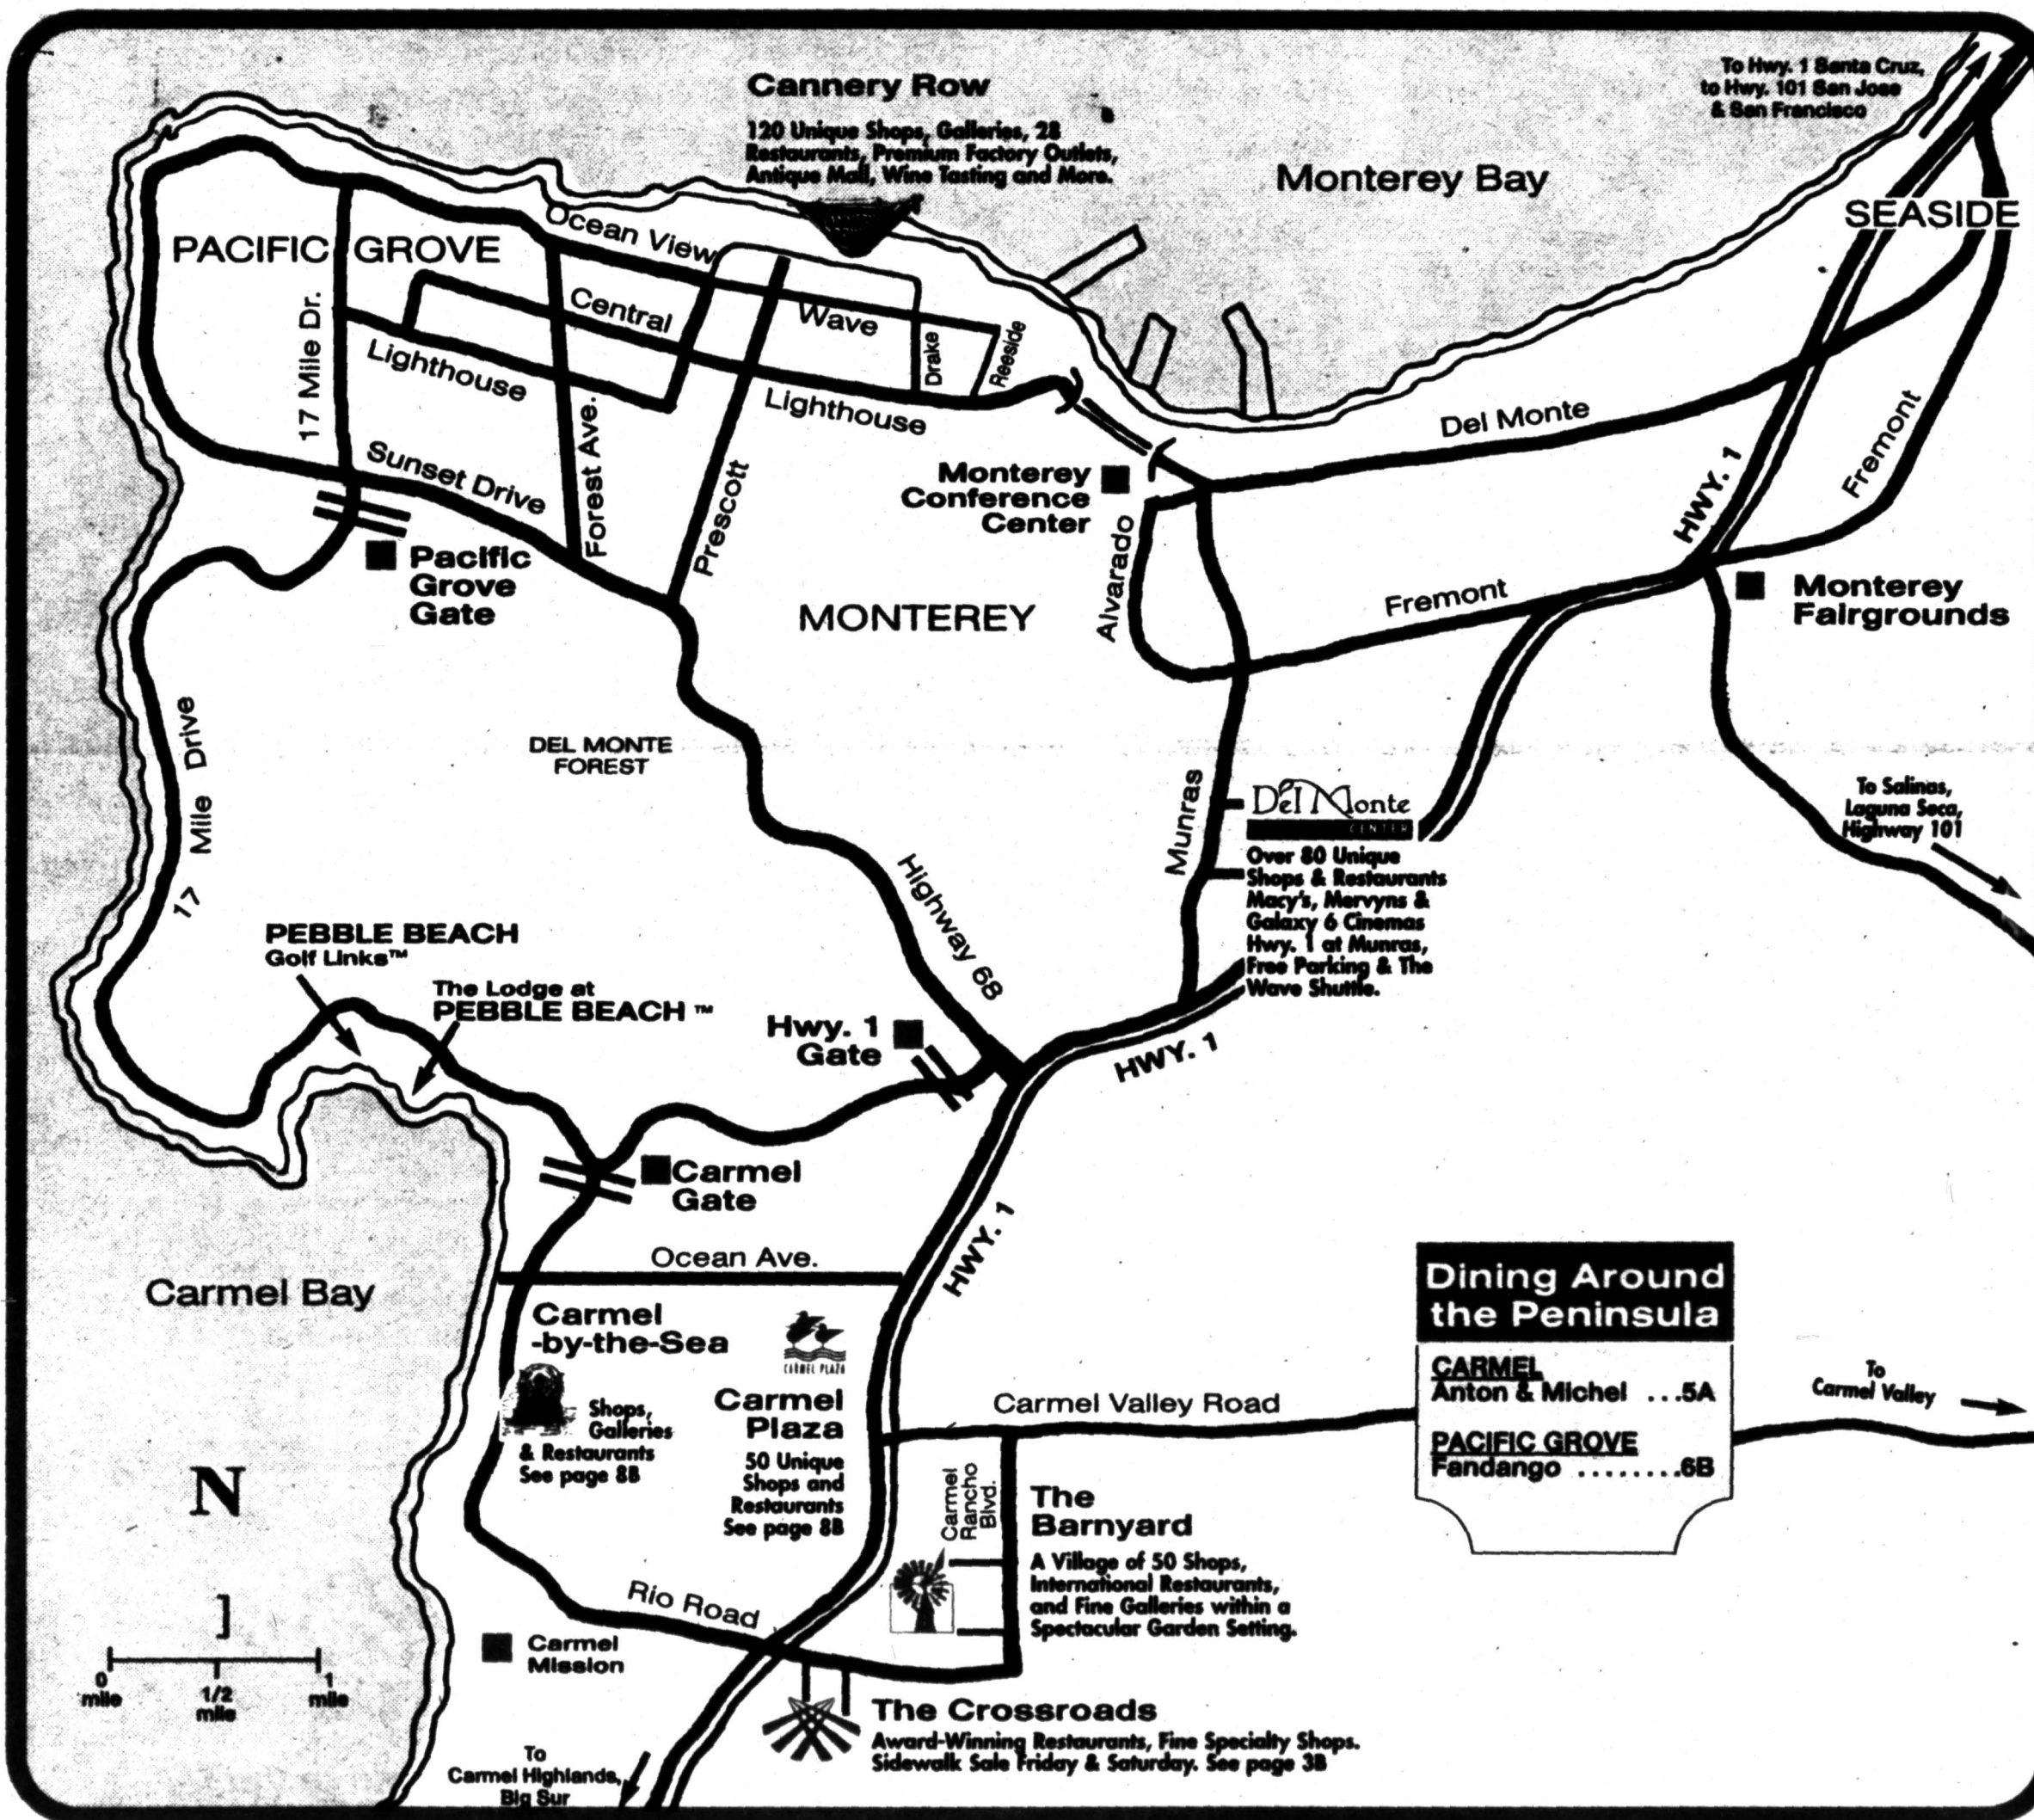 Cannery Row
120 Unique Shops, Galleries, 28
Restaurants, Premium Factory Outlets,
Antique Mall, Wine Tasting and More.
To Hwy. 1 Santa Cruz,
to Hwy. 101 San Jose
& San Francisco
Monterey Bay
SEASIDE
PACIFIC GROVE
Ocean View
Central
Wave
Drake
Reeside
17 Mile Dr.
Lighthouse
Lighthouse
Forest Ave.
Prescott
Sunset Drive
Del Monte
HWY. 1
Fremont
Monterey
Conference
Center
Alvarado
Pacific
Grove
Gate
MONTEREY
Fremont
Monterey
Fairgrounds
17 Mile Drive
DEL MONTE
FOREST
Munras
Del Monte
CENTER
Over 80 Unique
Shops & Restaurants
Macy's, Mervyns &
Galaxy 6 Cinemas
Hwy. 1 at Munras,
Free Parking & The
Wave Shuttle.
To Salinas,
Laguna Seca,
Highway 101
Highway 68
PEBBLE BEACH
Golf Links™
The Lodge at
PEBBLE BEACH ™
Hwy. 1
Gate
HWY. 1
Carmel
Gate
HWY. 1
Ocean Ave.
Carmel Bay
Carmel
-by-the-Sea
Shops,
Galleries
& Restaurants
See page 8B
CARMEL PLAZA
Carmel
Plaza
50 Unique
Shops and
Restaurants
See page 8B
Carmel Valley Road
Dining Around
the Peninsula
CARMEL
Anton & Michel ...5A
PACIFIC GROVE
Fandango ........6B
To
Carmel Valley
Carmel
Rancho
Blvd.
The
Barnyard
A Village of 50 Shops,
International Restaurants,
and Fine Galleries within a
Spectacular Garden Setting.
N
0
mile
1/2
mile
1
mile
Rio Road
Carmel
Mission
The Crossroads
Award-Winning Restaurants, Fine Specialty Shops.
Sidewalk Sale Friday & Saturday. See page 3B
To
Carmel Highlands,
Big Sur